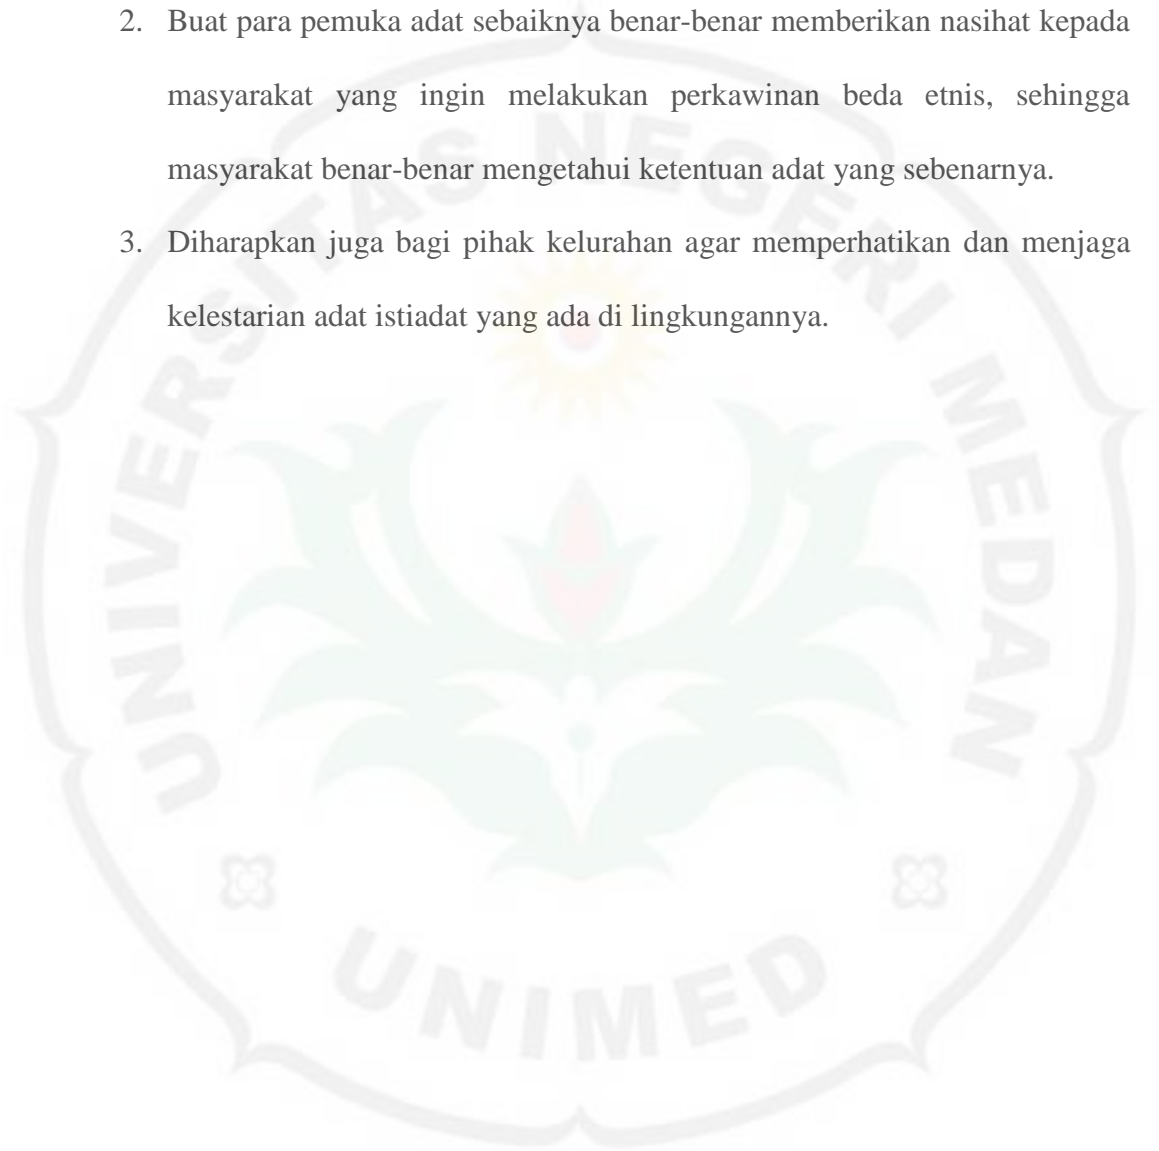 2. Buat para pemuka adat sebaiknya benar-benar memberikan nasihat kepada
masyarakat yang ingin melakukan perkawinan beda etnis, sehingga
masyarakat benar-benar mengetahui ketentuan adat yang sebenarnya.
3. Diharapkan juga bagi pihak kelurahan agar memperhatikan dan menjaga
kelestarian adat istiadat yang ada di lingkungannya.
UNIVERSITAS NEGERI MEDAN
UNIMED